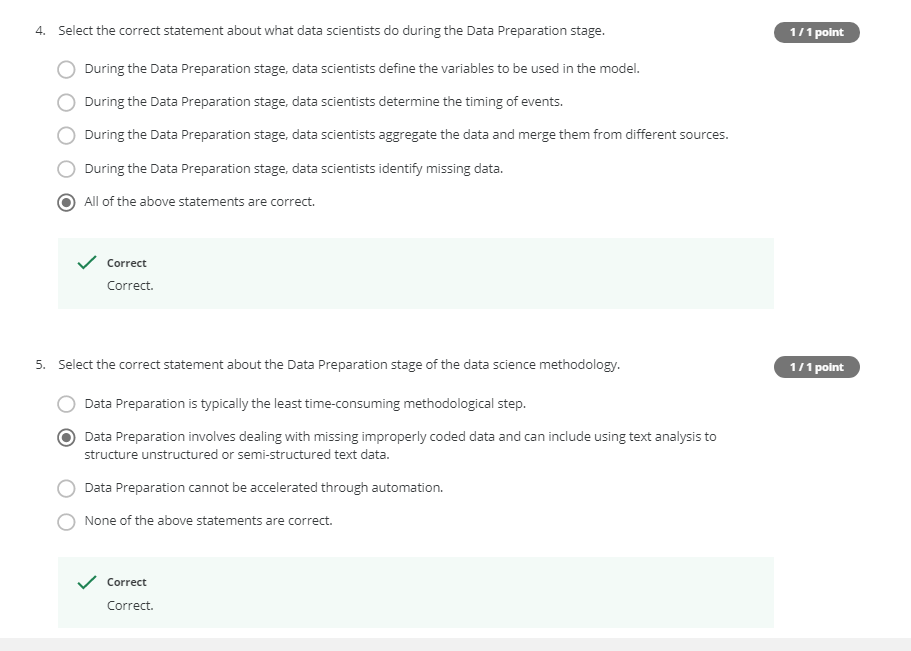 4. Select the correct statement about what data scientists do during the Data Preparation stage.
1 / 1 point
During the Data Preparation stage, data scientists define the variables to be used in the model.
During the Data Preparation stage, data scientists determine the timing of events.
During the Data Preparation stage, data scientists aggregate the data and merge them from different sources.
During the Data Preparation stage, data scientists identify missing data.
All of the above statements are correct.
Correct
Correct.
5. Select the correct statement about the Data Preparation stage of the data science methodology.
1 / 1 point
Data Preparation is typically the least time-consuming methodological step.
Data Preparation involves dealing with missing improperly coded data and can include using text analysis to
structure unstructured or semi-structured text data.
Data Preparation cannot be accelerated through automation.
None of the above statements are correct.
Correct
Correct.